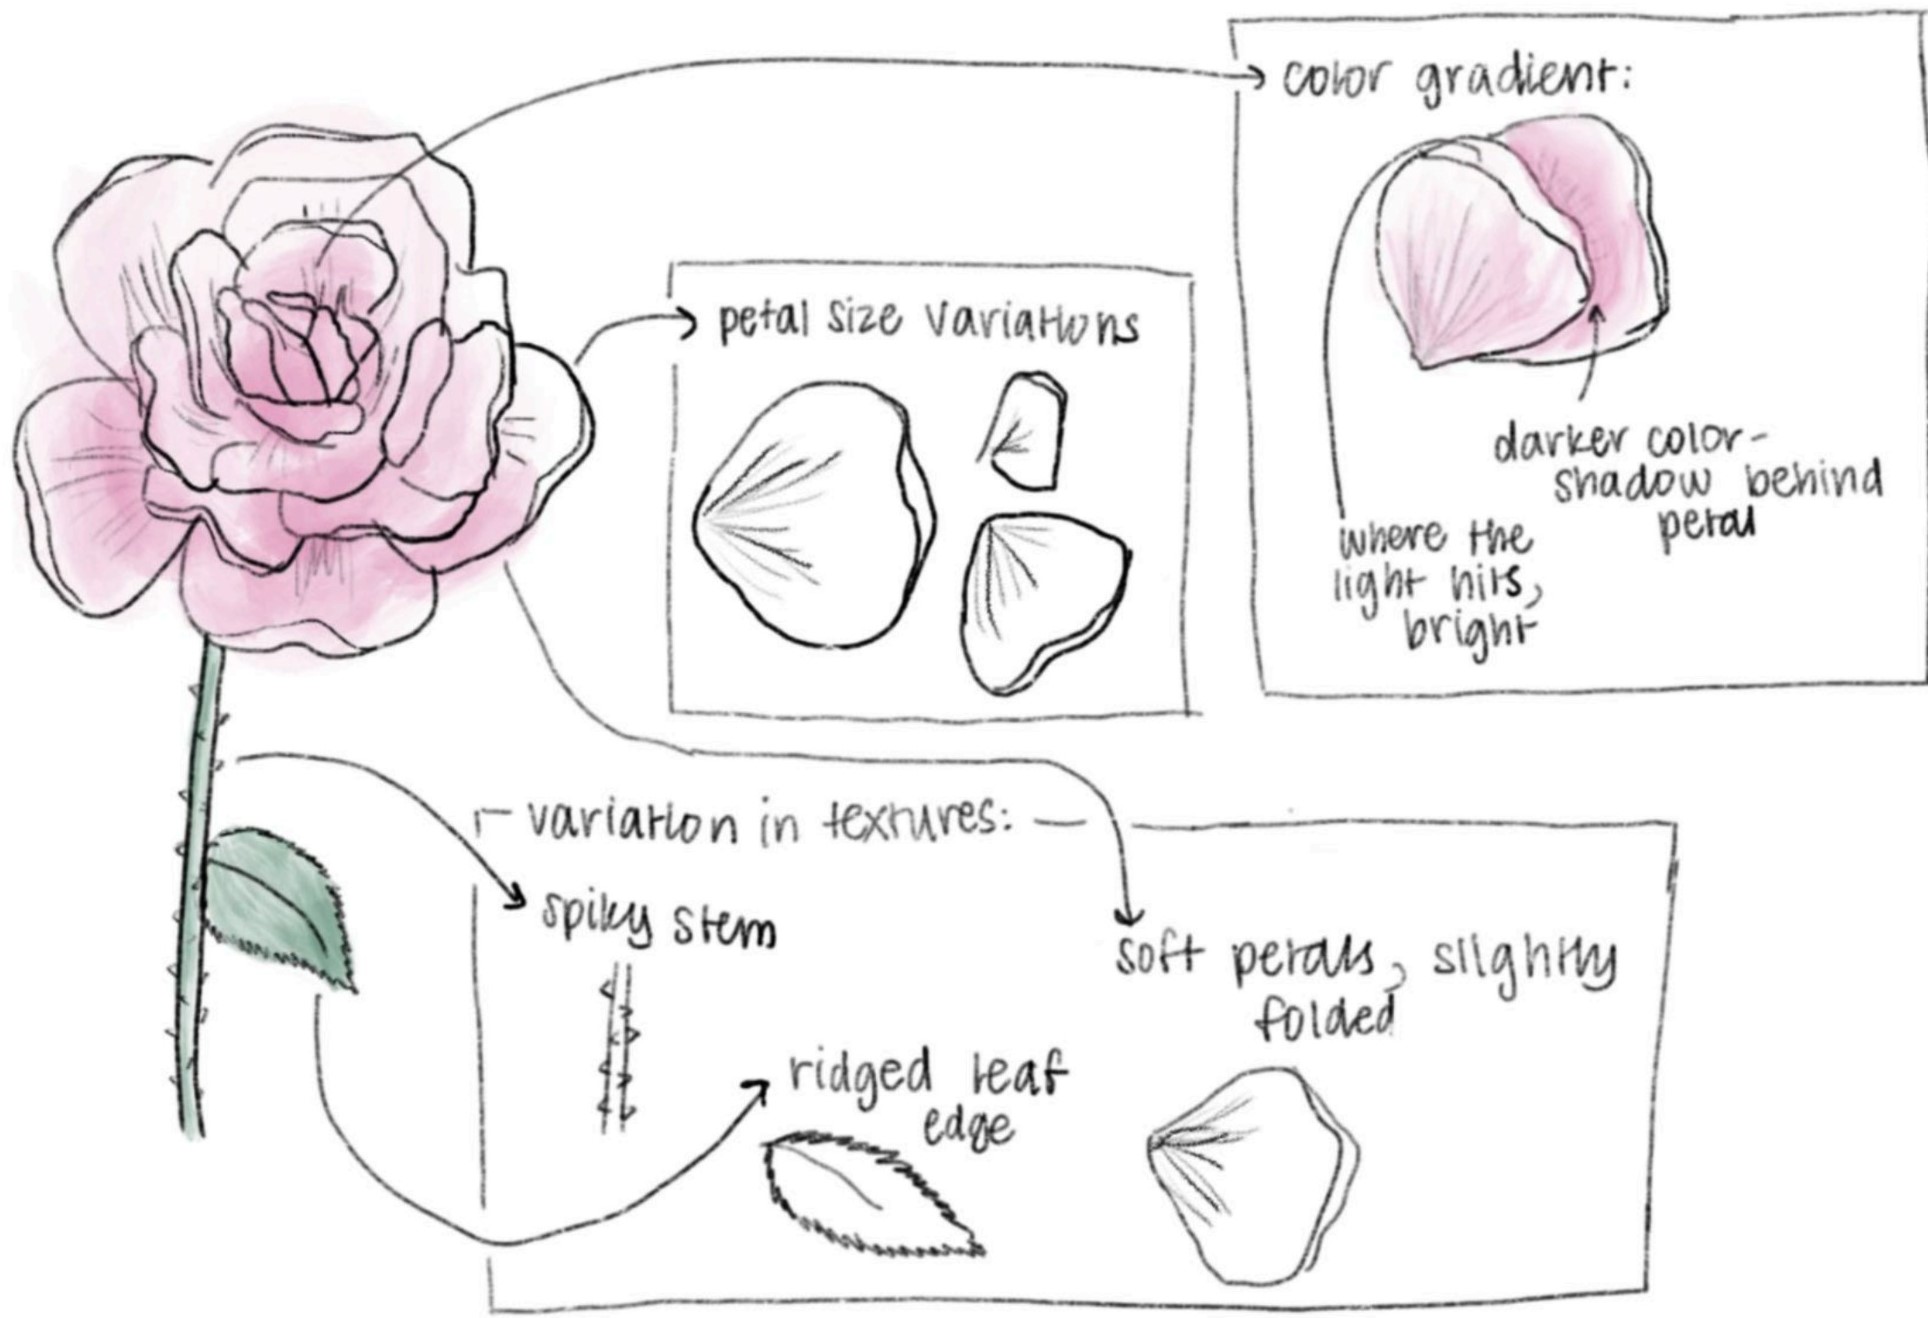 color gradient:
darker color-
shadow behind
petal
where the
light hits,
bright
petal size variations
variation in textures:
spiky stem
ridged leaf
edge
soft petals, slightly
folded